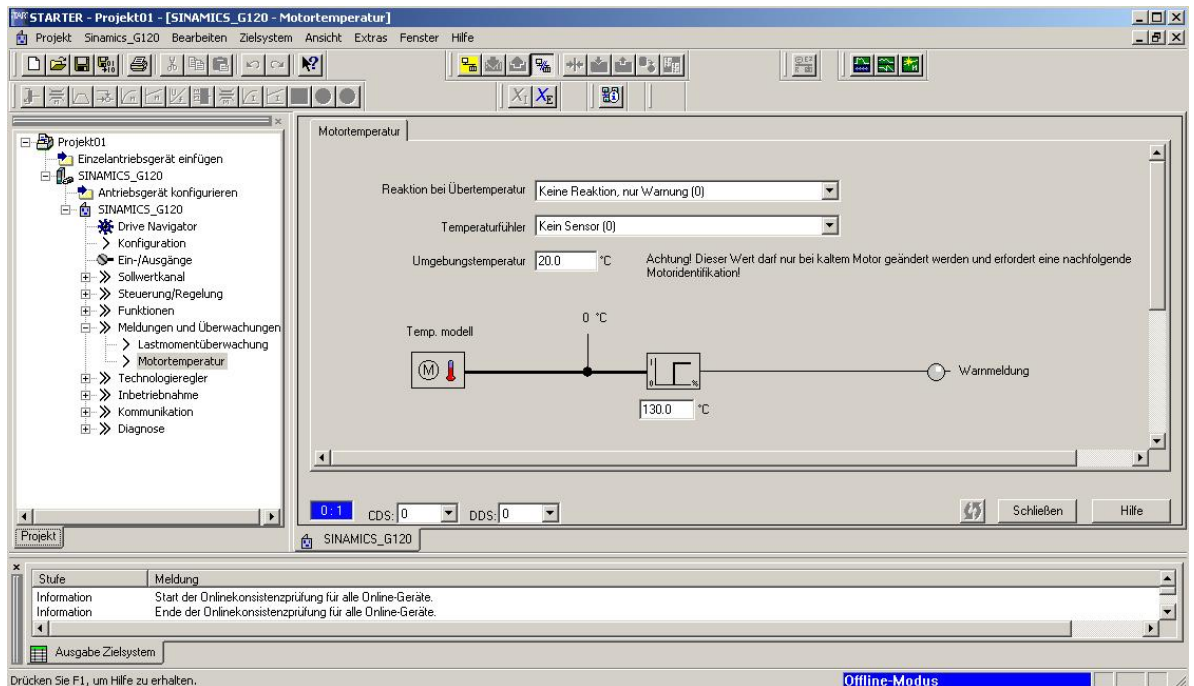 STARTER - Projekt01 - [SINAMICS_G120 - Motortemperatur]
Projekt Sinamics_G120 Bearbeiten Zielsystem Ansicht Extras Fenster Hilfe
Projekt01
Einzelantriebsgerät einfügen
SINAMICS_G120
Antriebsgerät konfigurieren
SINAMICS_G120
Drive Navigator
Konfiguration
Ein-/Ausgänge
Sollwertkanal
Steuerung/Regelung
Funktionen
Meldungen und Überwachungen
Lastmomentüberwachung
Motortemperatur
Technologieregler
Inbetriebnahme
Kommunikation
Diagnose
Projekt
Motortemperatur
Reaktion bei Übertemperatur Keine Reaktion, nur Warnung (0)
Temperaturfühler Kein Sensor (0)
Umgebungstemperatur 20.0 °C Achtung! Dieser Wert darf nur bei kaltem Motor geändert werden und erfordert eine nachfolgende
Motoridentifikation!
0 °C
Temp. modell
M
1
0 %
Warnmeldung
130.0 °C
0 : 1 CDS: 0 DDS: 0 Schließen Hilfe
SINAMICS_G120
Stufe Meldung
Information Start der Onlinekonsistenzprüfung für alle Online-Geräte.
Information Ende der Onlinekonsistenzprüfung für alle Online-Geräte.
Ausgabe Zielsystem
Drücken Sie F1, um Hilfe zu erhalten. Offline-Modus